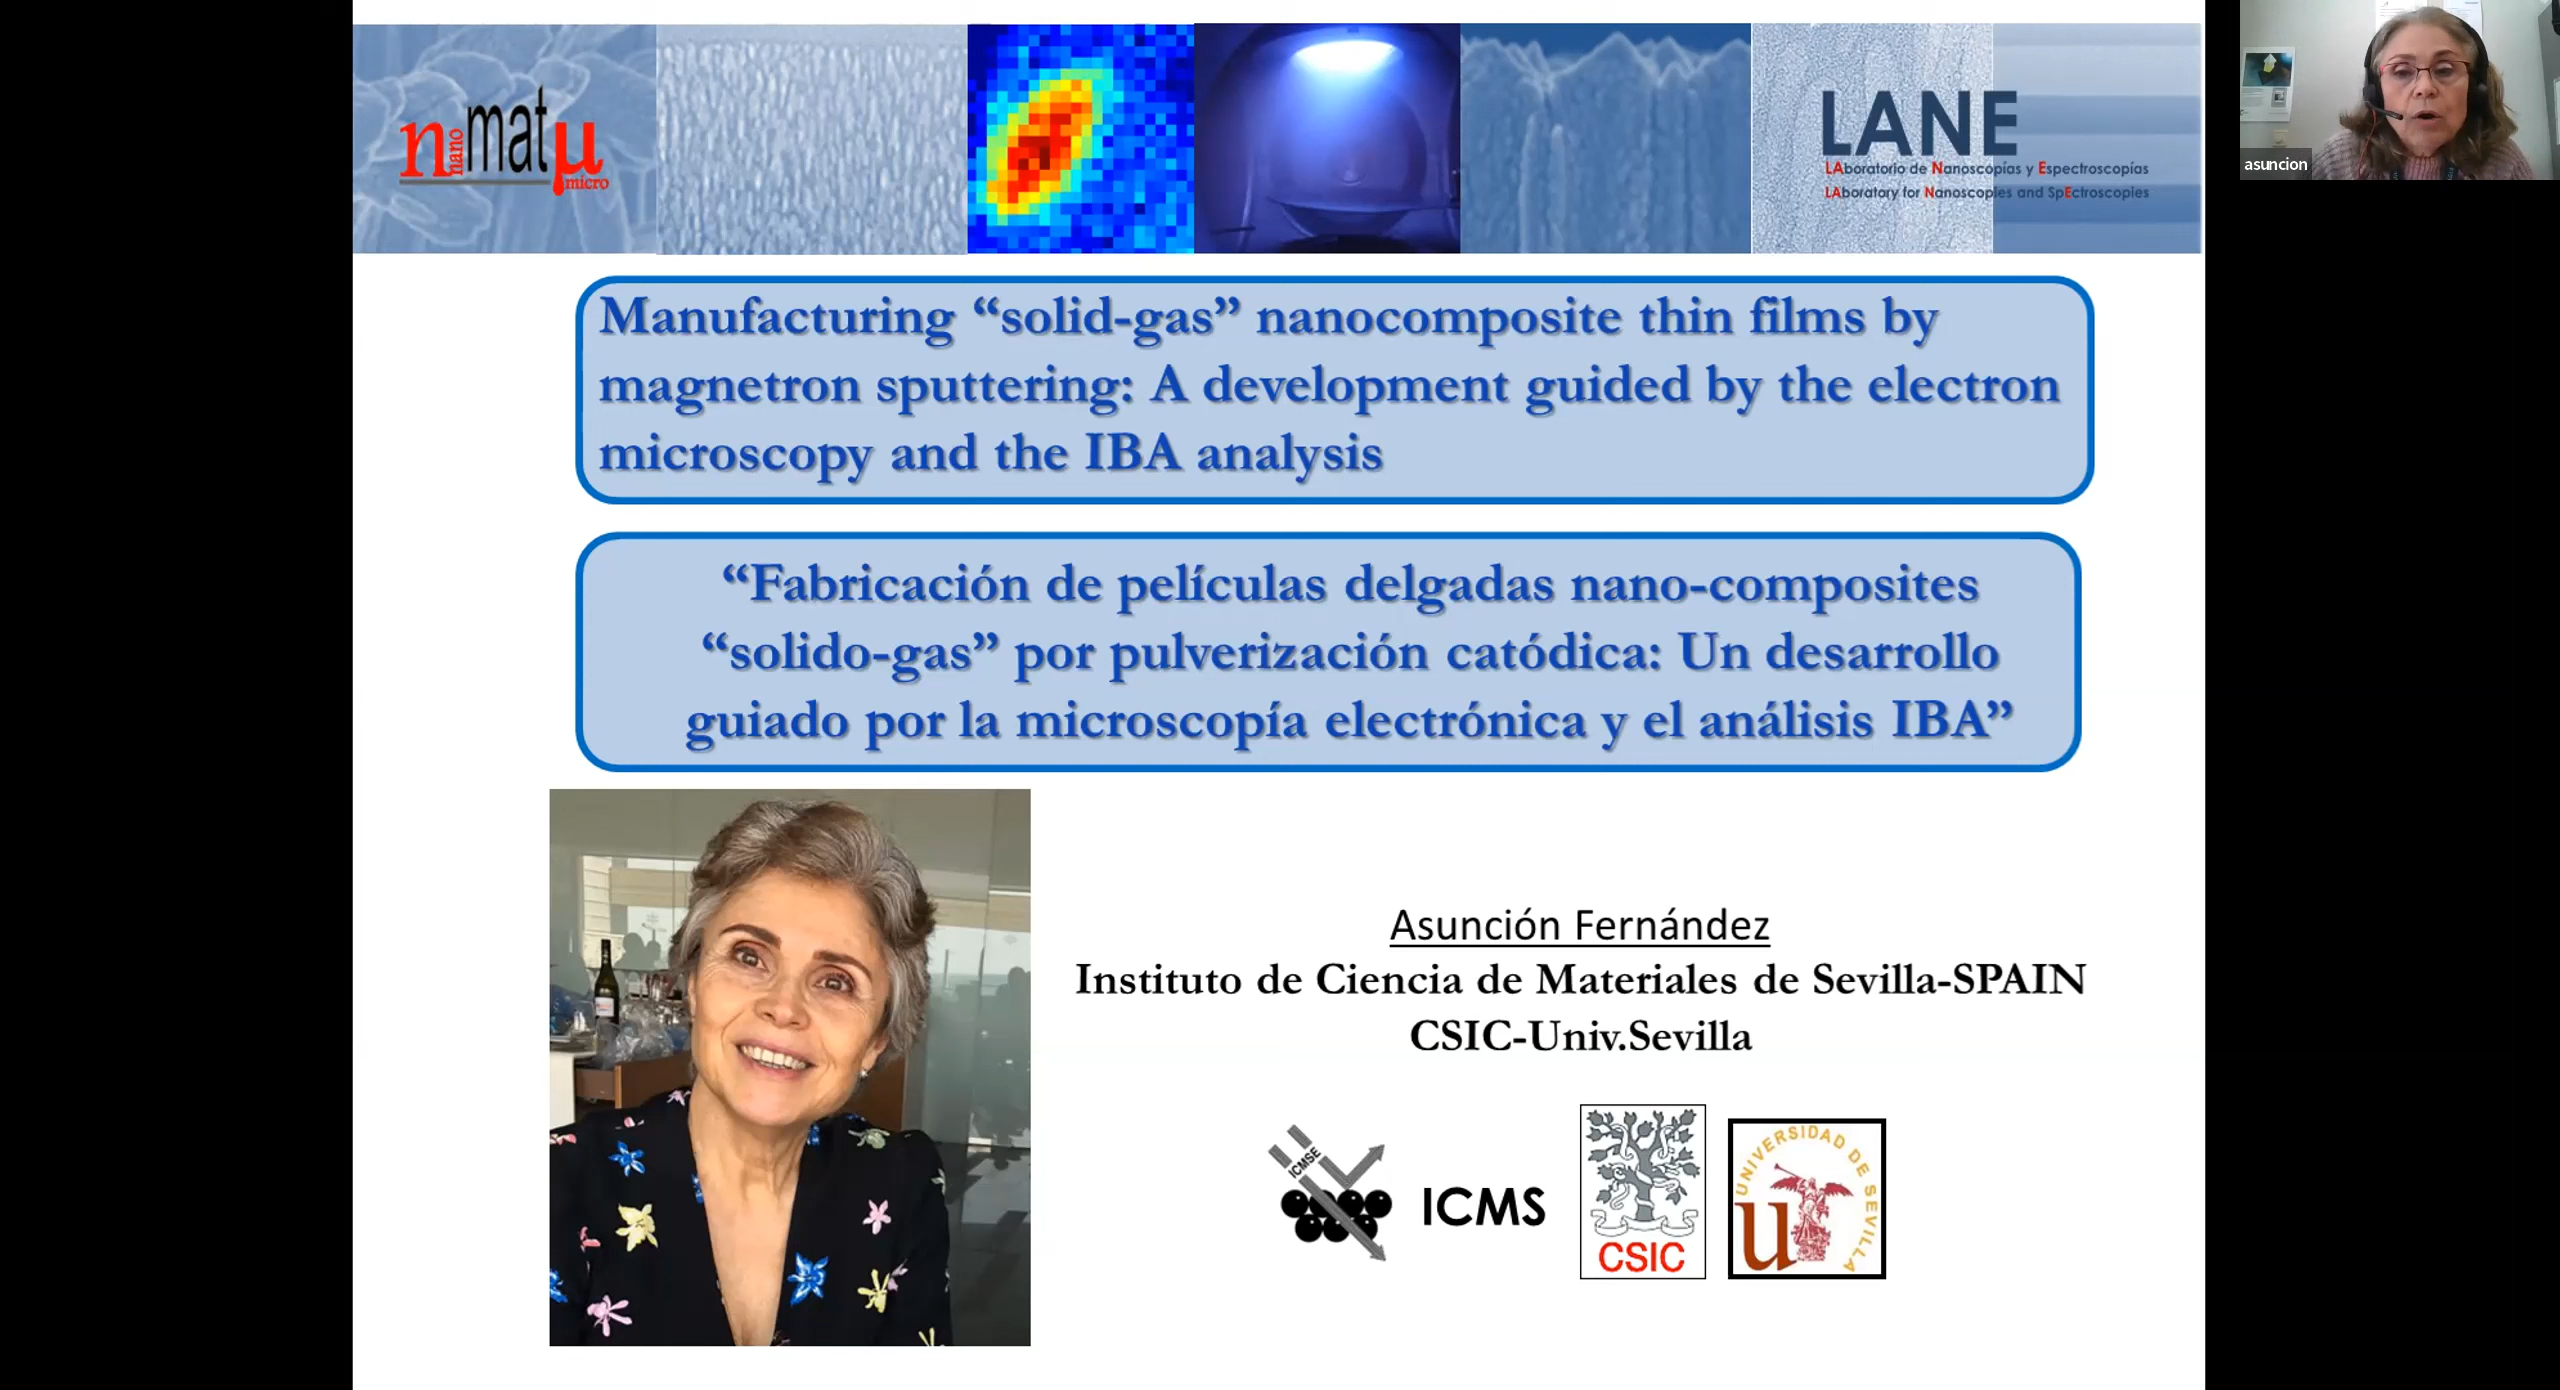 nanomatμ
micro
LANE
LAboratorio de Nanoscopías y Espectroscopías
LAboratory for Nanoscopies and SpEctroscopies
asuncion
Manufacturing “solid-gas” nanocomposite thin films by
magnetron sputtering: A development guided by the electron
microscopy and the IBA analysis
“Fabricación de películas delgadas nano-composites
“solido-gas” por pulverización catódica: Un desarrollo
guiado por la microscopía electrónica y el análisis IBA”
Asunción Fernández
Instituto de Ciencia de Materiales de Sevilla-SPAIN
CSIC-Univ.Sevilla
ICMSE
ICMS
CSIC
UNIVERSIDAD DE SEVILLA
u